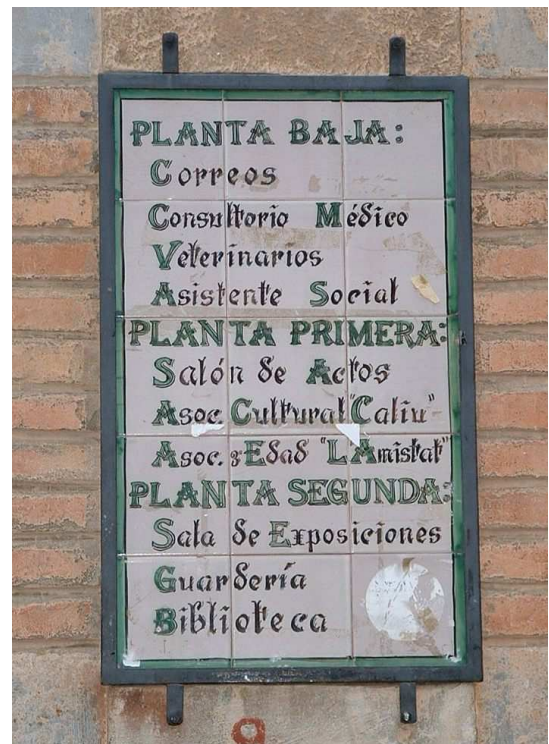 PLANTA BAJA:
Correos
Consultorio Médico
Veterinarios
Asistente Social
PLANTA PRIMERA:
Salón de Actos
Asoc. Cultural "Caliu"
Asoc. 3ª Edad "L'Amistat"
PLANTA SEGUNDA:
Sala de Exposiciones
Guardería
Biblioteca